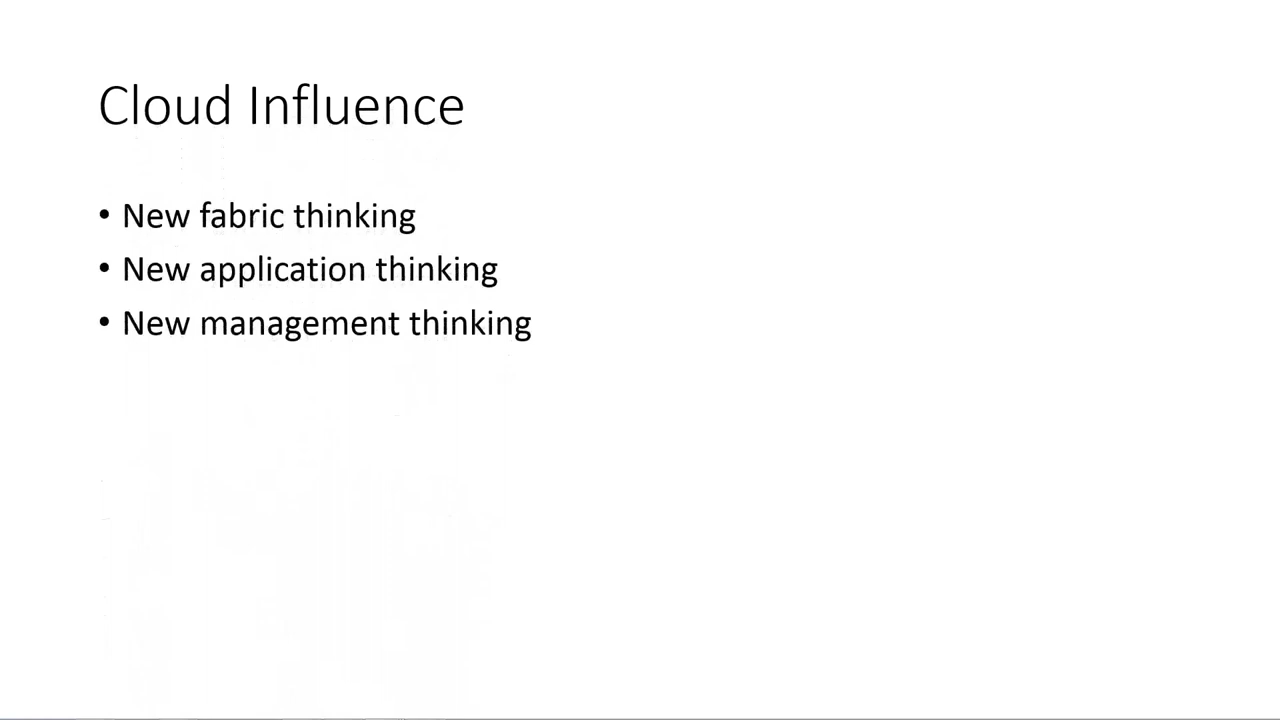 Cloud Influence
• New fabric thinking
• New application thinking
• New management thinking